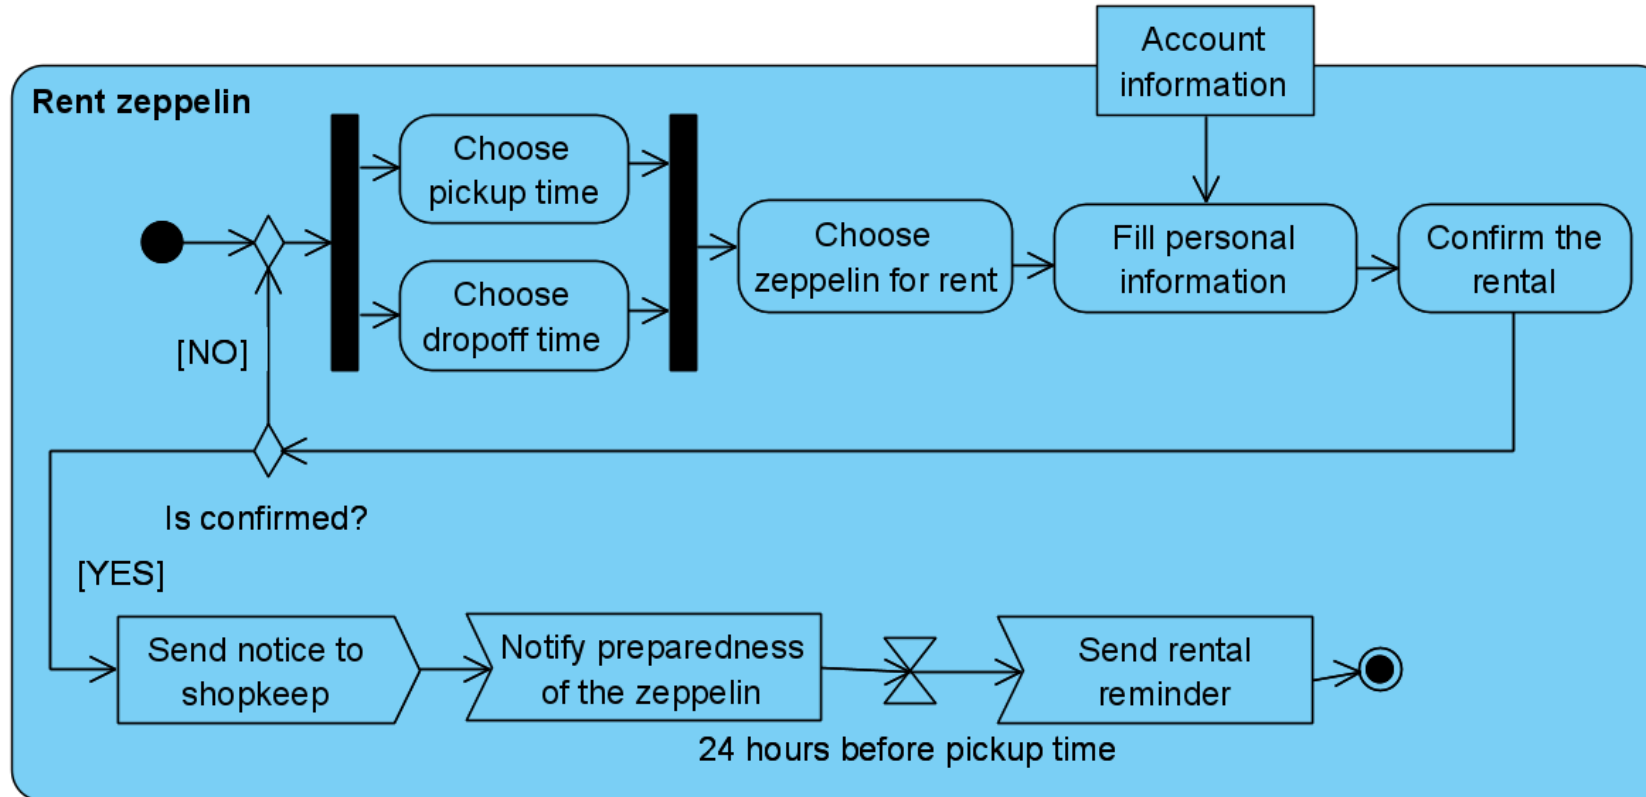 Account
information
Rent zeppelin
Choose
pickup time
Choose
dropoff time
Choose
zeppelin for rent
Fill personal
information
Confirm the
rental
[NO]
Is confirmed?
[YES]
Send notice to
shopkeep
Notify preparedness
of the zeppelin
24 hours before pickup time
Send rental
reminder